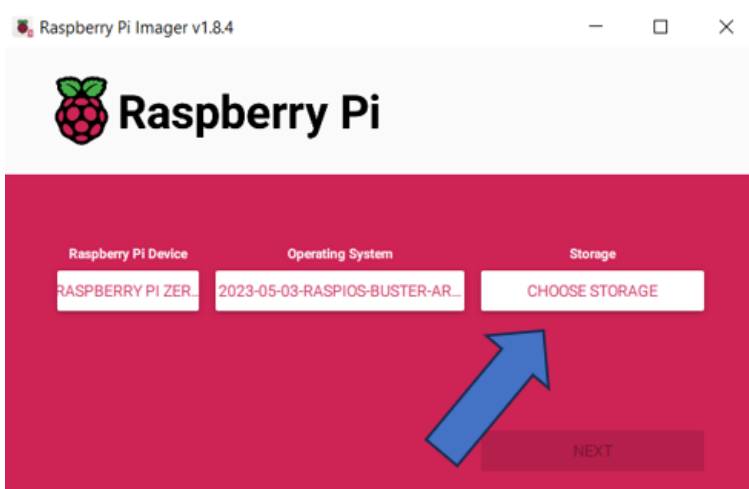 Raspberry Pi Imager v1.8.4
Raspberry Pi
Raspberry Pi Device
Operating System
Storage
RASPBERRY PI ZER...
2023-05-03-RASPIOS-BUSTER-AR...
CHOOSE STORAGE
NEXT